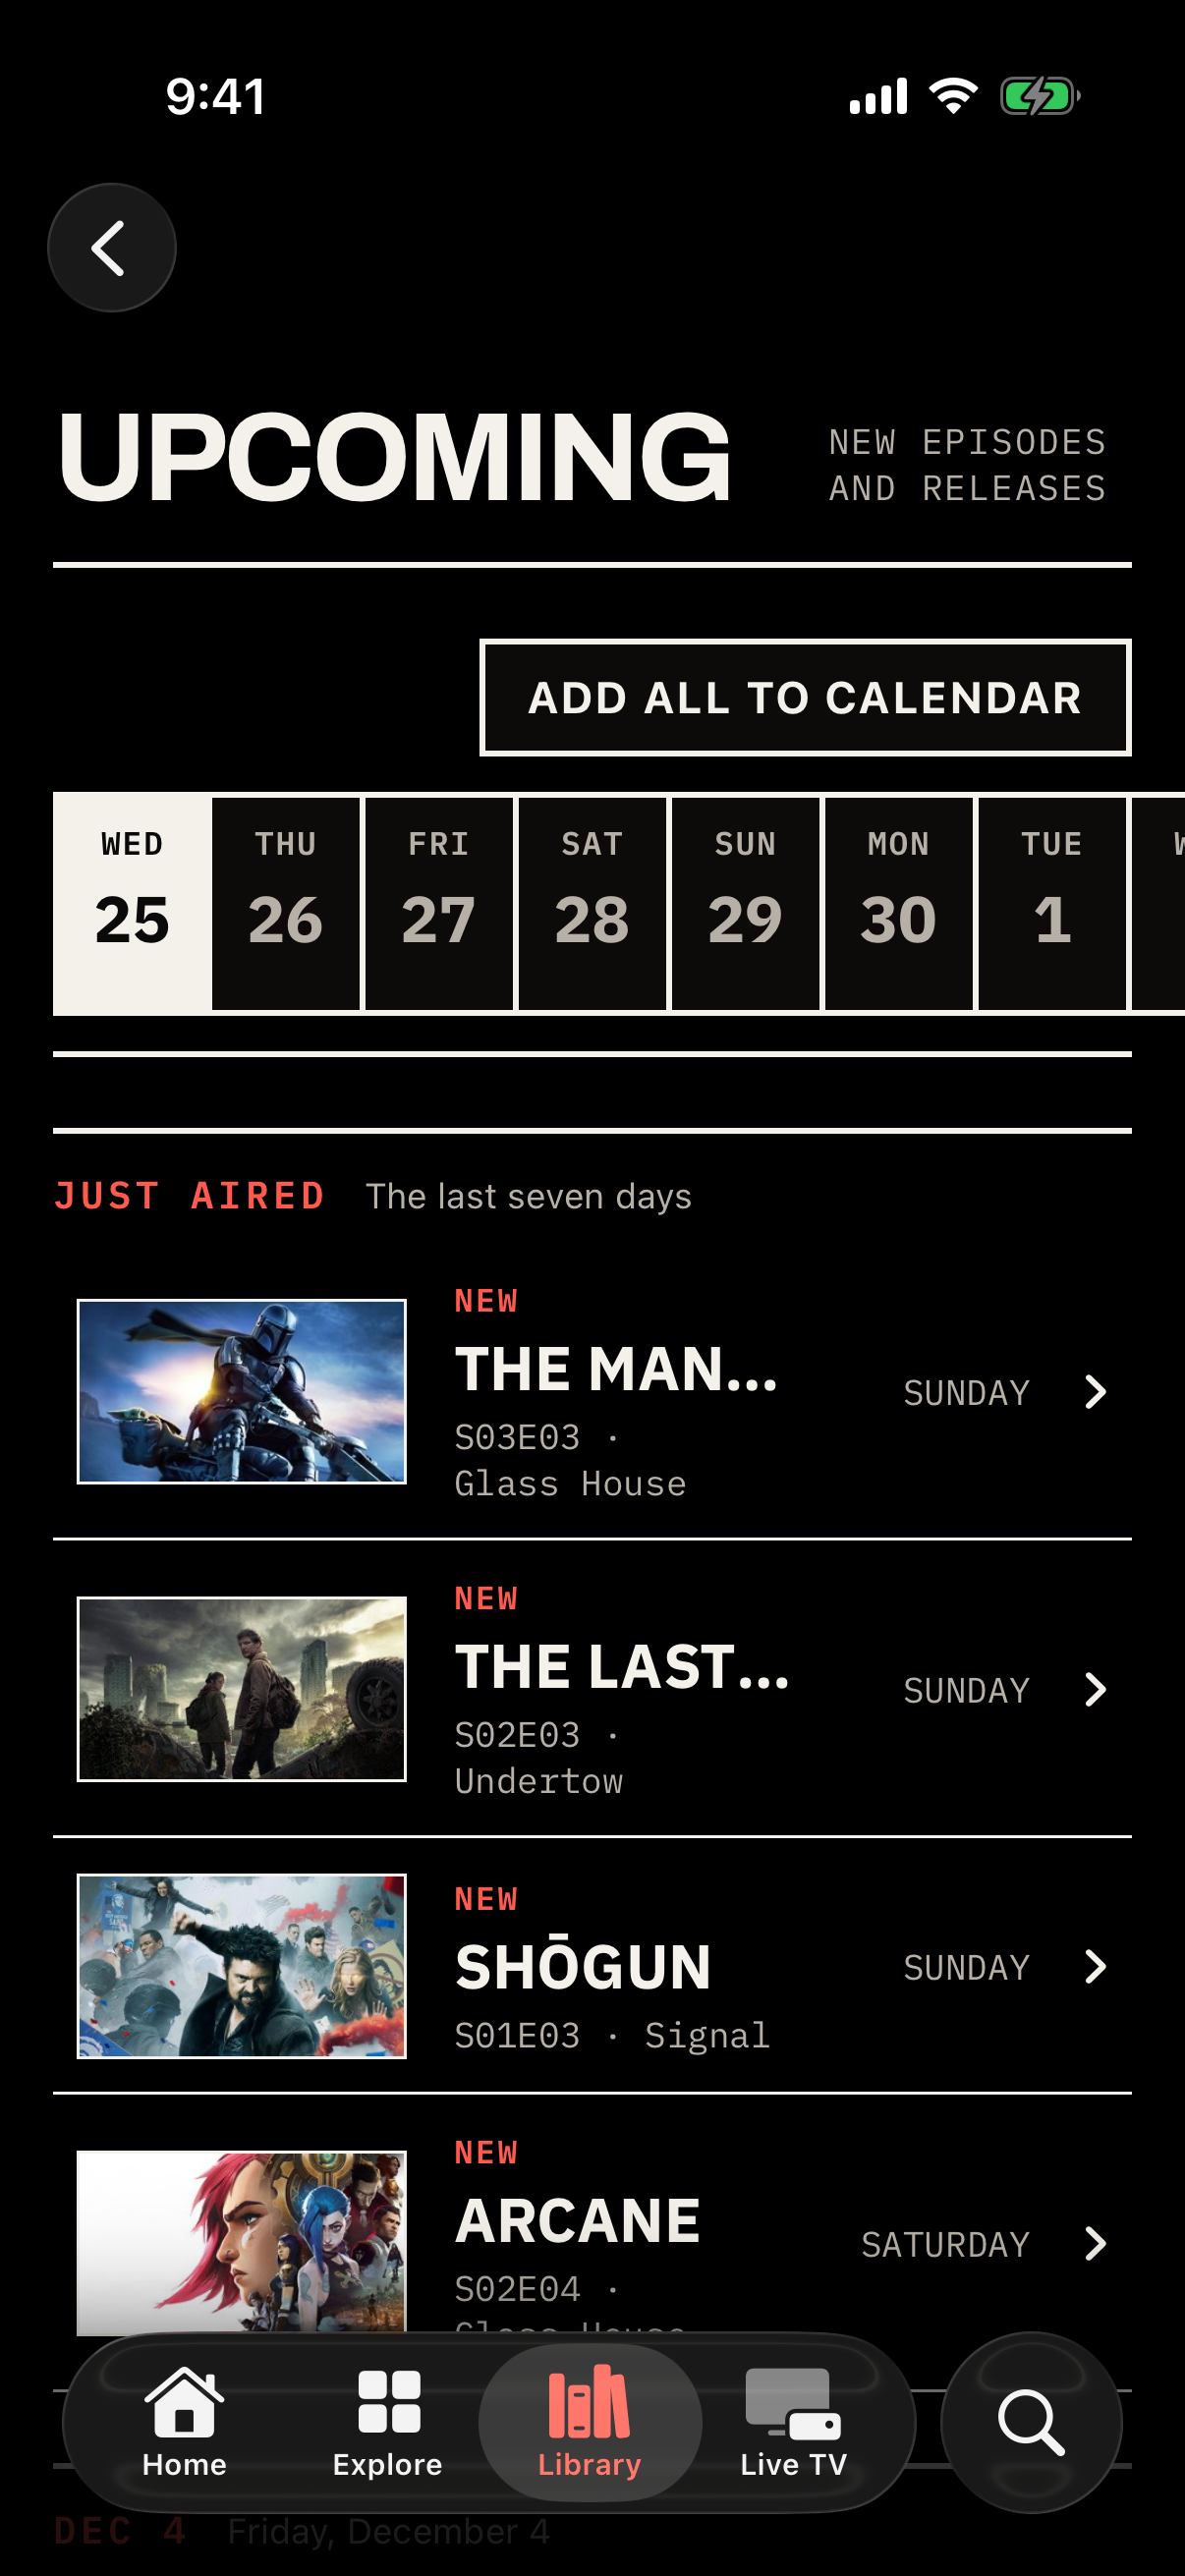 9:41
UPCOMING
NEW EPISODES
AND RELEASES
ADD ALL TO CALENDAR
WED THU FRI SAT SUN MON TUE
25 26 27 28 29 30 1
JUST AIRED The last seven days
NEW
THE MAN...
S03E03 ·
Glass House
SUNDAY
NEW
THE LAST...
S02E03 ·
Undertow
SUNDAY
NEW
SHŌGUN
S01E03 · Signal
SUNDAY
NEW
ARCANE
S02E04 ·
Glass House
SATURDAY
Home Explore Library Live TV
DEC 4 Friday, December 4